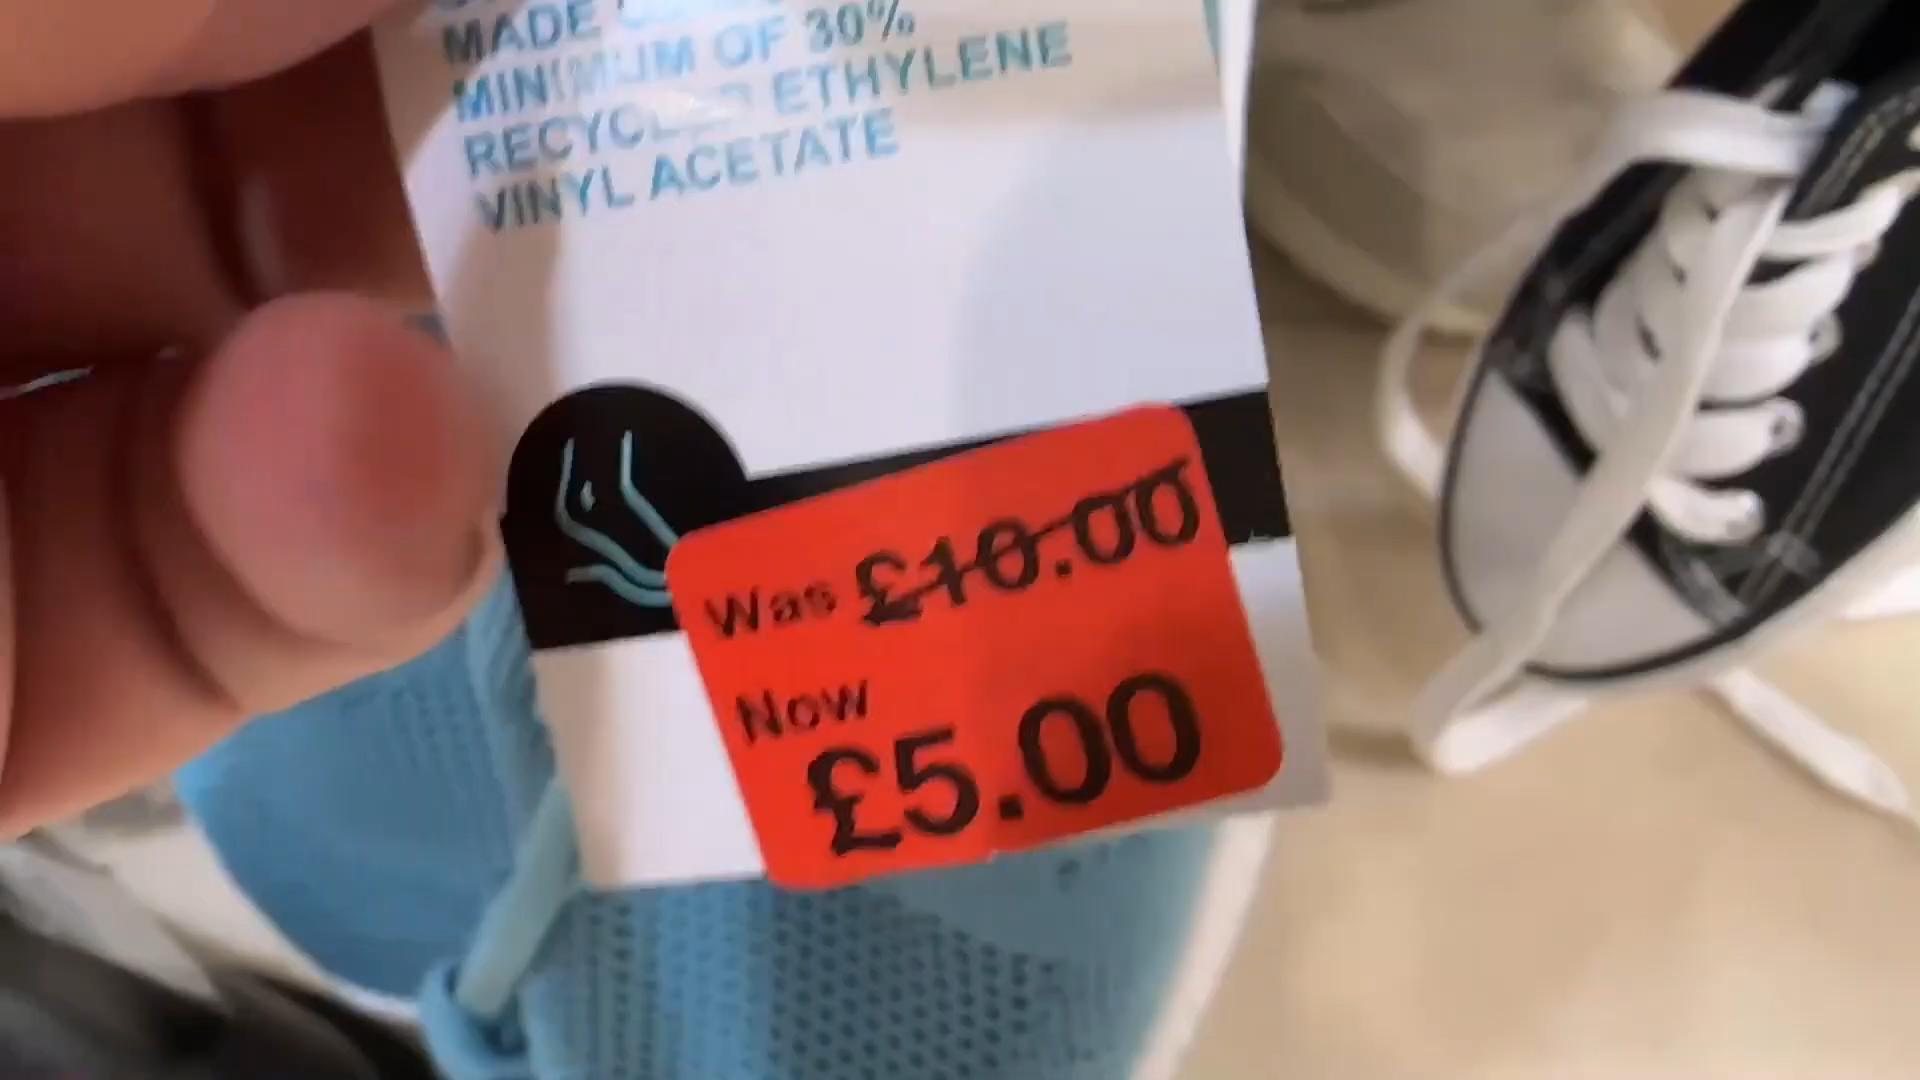 MADE
MINIMUM OF 30%
RECYCLED ETHYLENE
VINYL ACETATE
Was £10.00
Now
£5.00